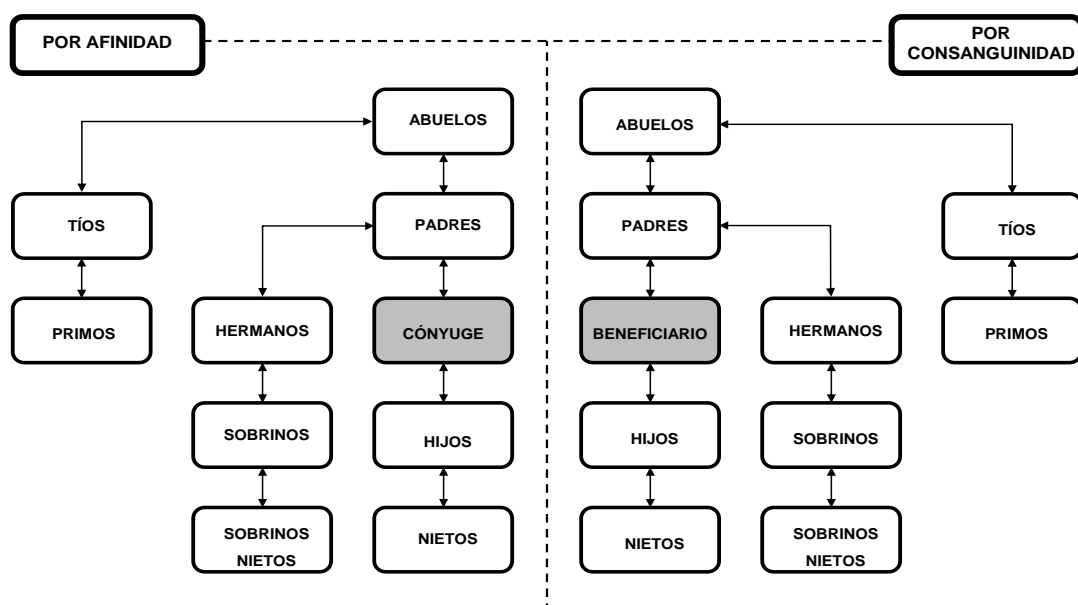 POR AFINIDAD
POR
CONSANGUINIDAD
ABUELOS
ABUELOS
TÍOS
PADRES
PADRES
TÍOS
PRIMOS
HERMANOS
CÓNYUGE
BENEFICIARIO
HERMANOS
PRIMOS
SOBRINOS
HIJOS
HIJOS
SOBRINOS
SOBRINOS
NIETOS
NIETOS
NIETOS
SOBRINOS
NIETOS